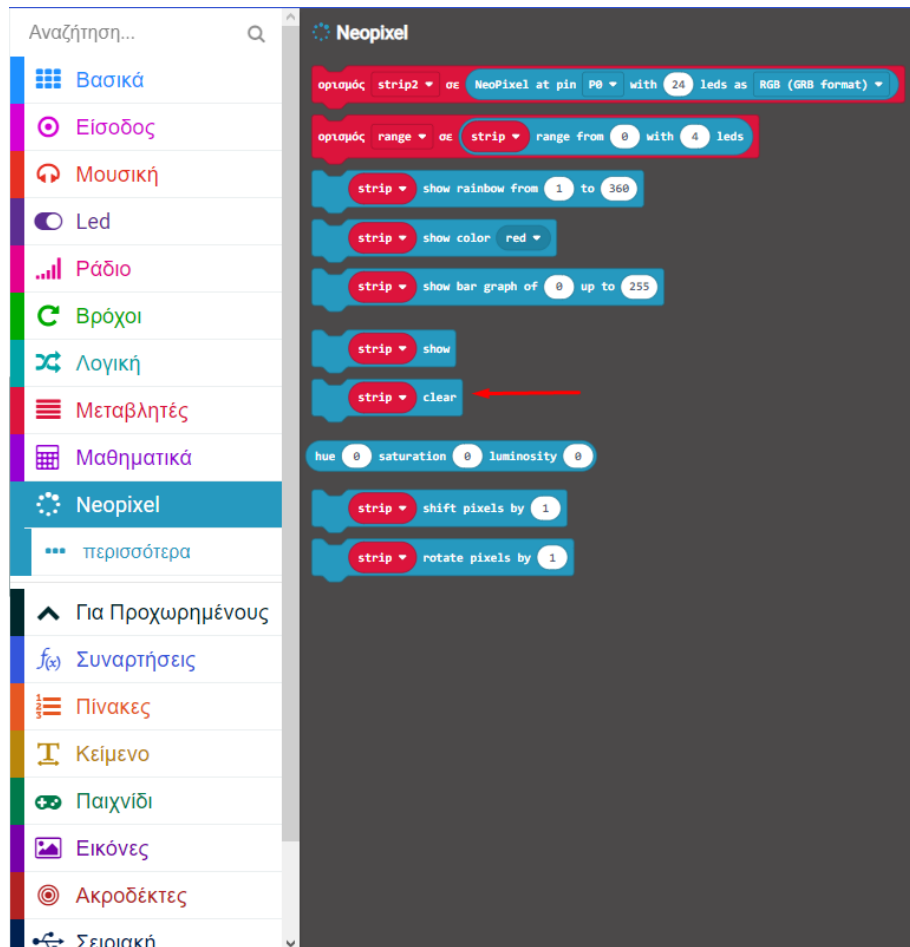 Αναζήτηση...
Βασικά
Είσοδος
Μουσική
Led
Ράδιο
Βρόχοι
Λογική
Μεταβλητές
Μαθηματικά
Neopixel
περισσότερα
Για Προχωρημένους
f(x) Συναρτήσεις
Πίνακες
Κείμενο
Παιχνίδι
Εικόνες
Ακροδέκτες
Σειριακή
Neopixel
ορισμός strip2 σε NeoPixel at pin P0 with 24 leds as RGB (GRB format)
ορισμός range σε strip range from 0 with 4 leds
strip show rainbow from 1 to 360
strip show color red
strip show bar graph of 0 up to 255
strip show
strip clear
hue 0 saturation 0 luminosity 0
strip shift pixels by 1
strip rotate pixels by 1